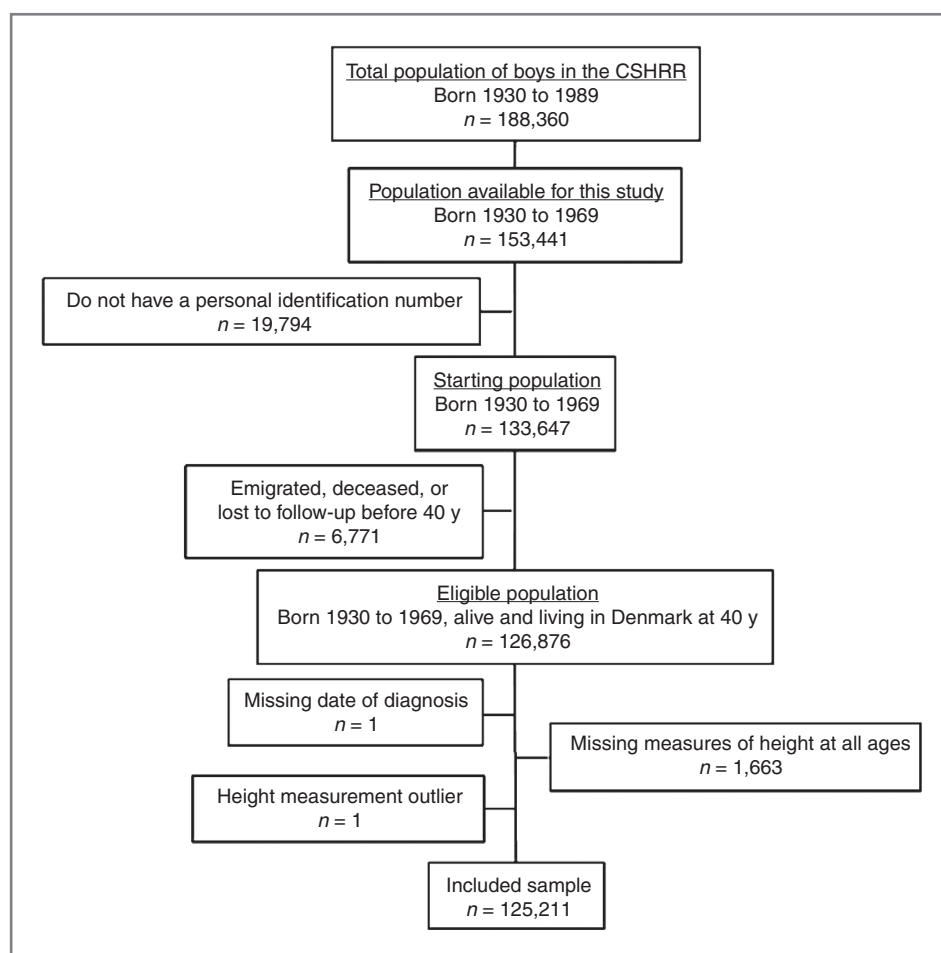 Total population of boys in the CSHRR
Born 1930 to 1989
n = 188,360
Population available for this study
Born 1930 to 1969
n = 153,441
Do not have a personal identification number
n = 19,794
Starting population
Born 1930 to 1969
n = 133,647
Emigrated, deceased, or
lost to follow-up before 40 y
n = 6,771
Eligible population
Born 1930 to 1969, alive and living in Denmark at 40 y
n = 126,876
Missing date of diagnosis
n = 1
Missing measures of height at all ages
n = 1,663
Height measurement outlier
n = 1
Included sample
n = 125,211